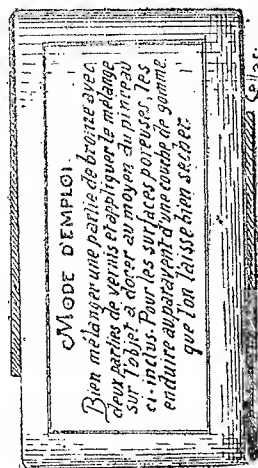 MODE D'EMPLOI
Bien mélanger une partie de bronze avec
deux parties de vernis et appliquer le mélange
sur l'objet à dorer au moyen du pinceau
ci-inclus. Pour les surfaces poreuses, les
enduire auparavant d'une couche de gomme
que l'on laisse bien sécher.